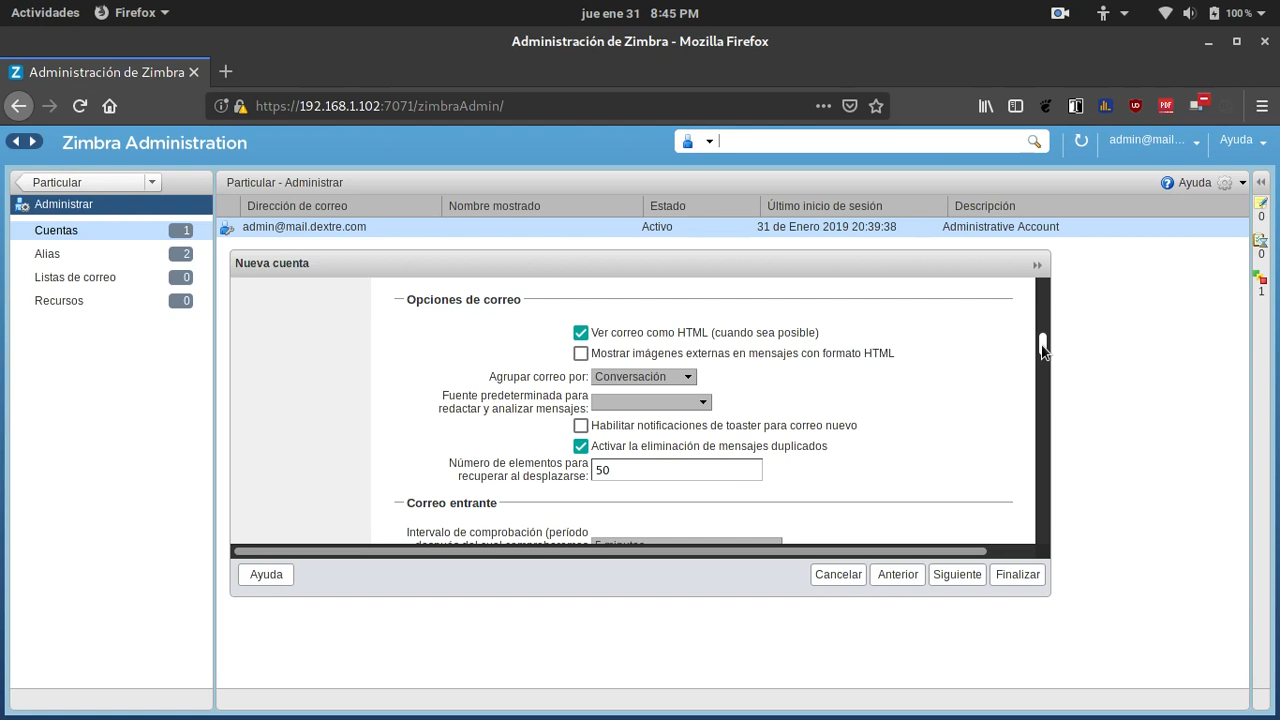 Actividades Firefox jue ene 31 8:45 PM 100 %
Administración de Zimbra - Mozilla Firefox
Z Administración de Zimbra
https://192.168.1.102:7071/zimbraAdmin/
Zimbra Administration admin@mail... Ayuda
Particular Particular - Administrar Ayuda
Administrar Dirección de correo Nombre mostrado Estado Último inicio de sesión Descripción 0
Cuentas 1 admin@mail.dextre.com Activo 31 de Enero 2019 20:39:38 Administrative Account
Alias 2 0
Nueva cuenta
Listas de correo 0
1
Recursos 0 Opciones de correo
Ver correo como HTML (cuando sea posible)
Mostrar imágenes externas en mensajes con formato HTML
Agrupar correo por: Conversación
Fuente predeterminada para
redactar y analizar mensajes:
Habilitar notificaciones de toaster para correo nuevo
Activar la eliminación de mensajes duplicados
Número de elementos para
recuperar al desplazarse: 50
Correo entrante
Intervalo de comprobación (período
después del cual comprobaremos 5 minutos
Ayuda Cancelar Anterior Siguiente Finalizar